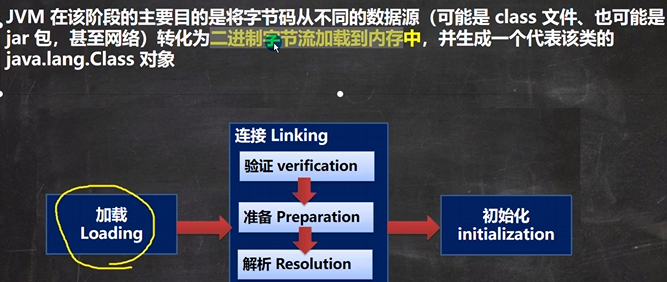 JVM 在该阶段的主要目的是将字节码从不同的数据源（可能是 class 文件、也可能是
jar 包，甚至网络）转化为二进制字节流加载到内存中，并生成一个代表该类的
java.lang.Class 对象
连接 Linking
验证 verification
加载
Loading
准备 Preparation
初始化
initialization
解析 Resolution